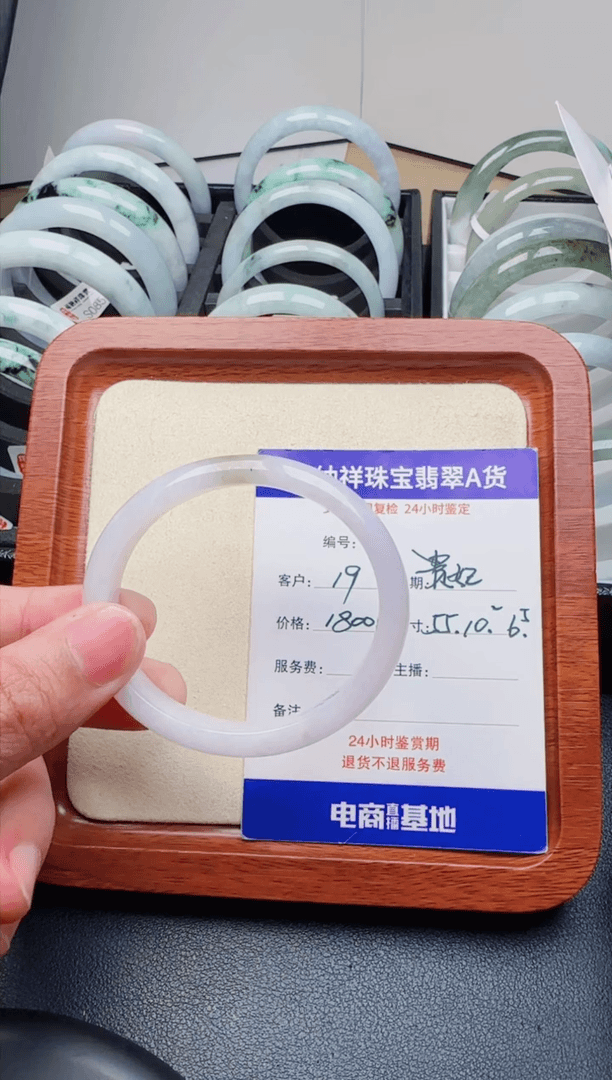 S085
祥珠宝翡翠A货
复检 24小时鉴定
编号:
客户: 19 期: 贵妃
价格: 1800 寸: 55.10. 6.5
服务费: 主播:
备注
24小时鉴赏期
退货不退服务费
电商直播基地